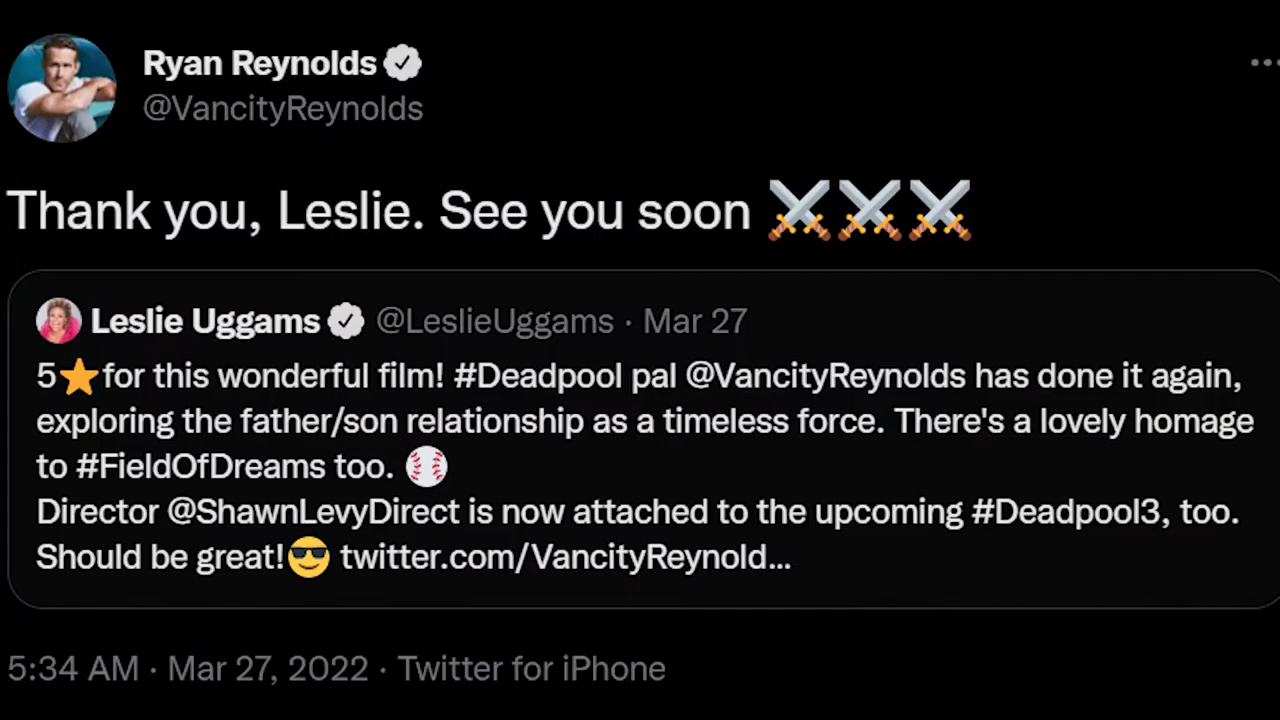 Ryan Reynolds
@VancityReynolds
Thank you, Leslie. See you soon ⚔️⚔️⚔️
Leslie Uggams @LeslieUggams · Mar 27
5⭐for this wonderful film! #Deadpool pal @VancityReynolds has done it again,
exploring the father/son relationship as a timeless force. There's a lovely homage
to #FieldOfDreams too. ⚾
Director @ShawnLevyDirect is now attached to the upcoming #Deadpool3, too.
Should be great!😎 twitter.com/VancityReynold...
5:34 AM · Mar 27, 2022 · Twitter for iPhone